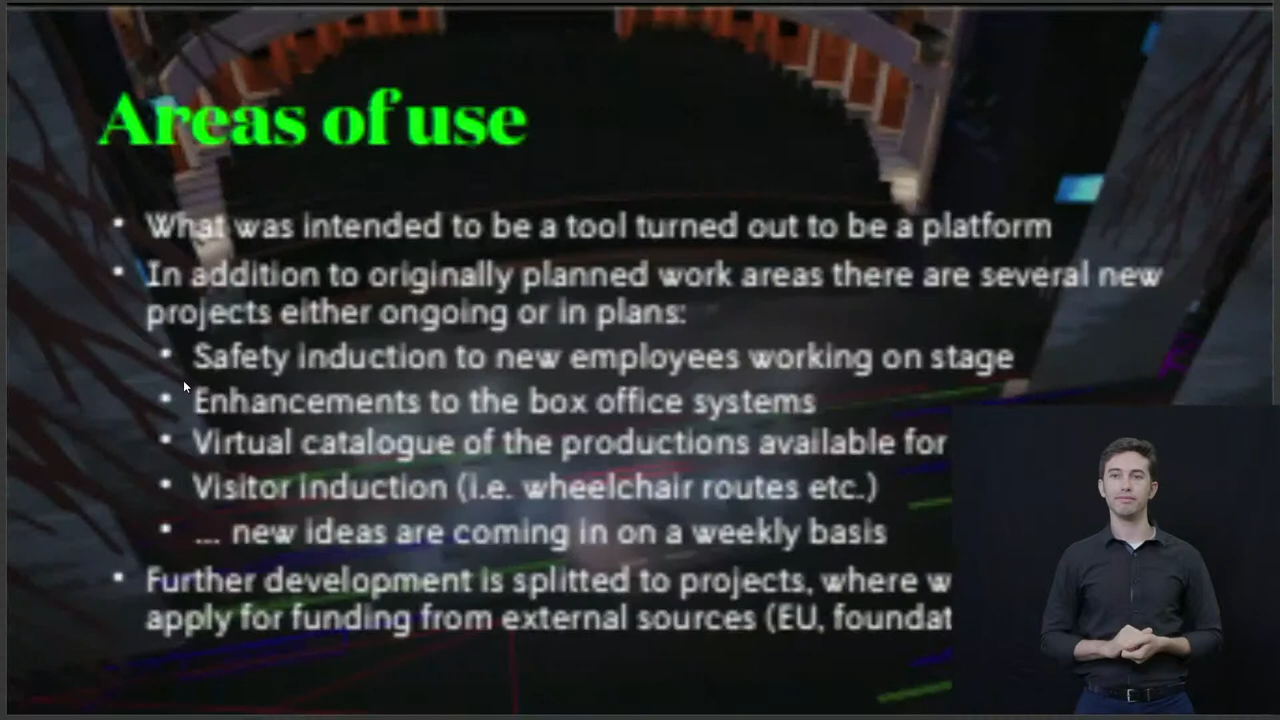 Areas of use
• What was intended to be a tool turned out to be a platform
• In addition to originally planned work areas there are several new
projects either ongoing or in plans:
• Safety induction to new employees working on stage
• Enhancements to the box office systems
• Virtual catalogue of the productions available for
• Visitor induction (i.e. wheelchair routes etc.)
• ... new ideas are coming in on a weekly basis
• Further development is splitted to projects, where w
apply for funding from external sources (EU, foundat